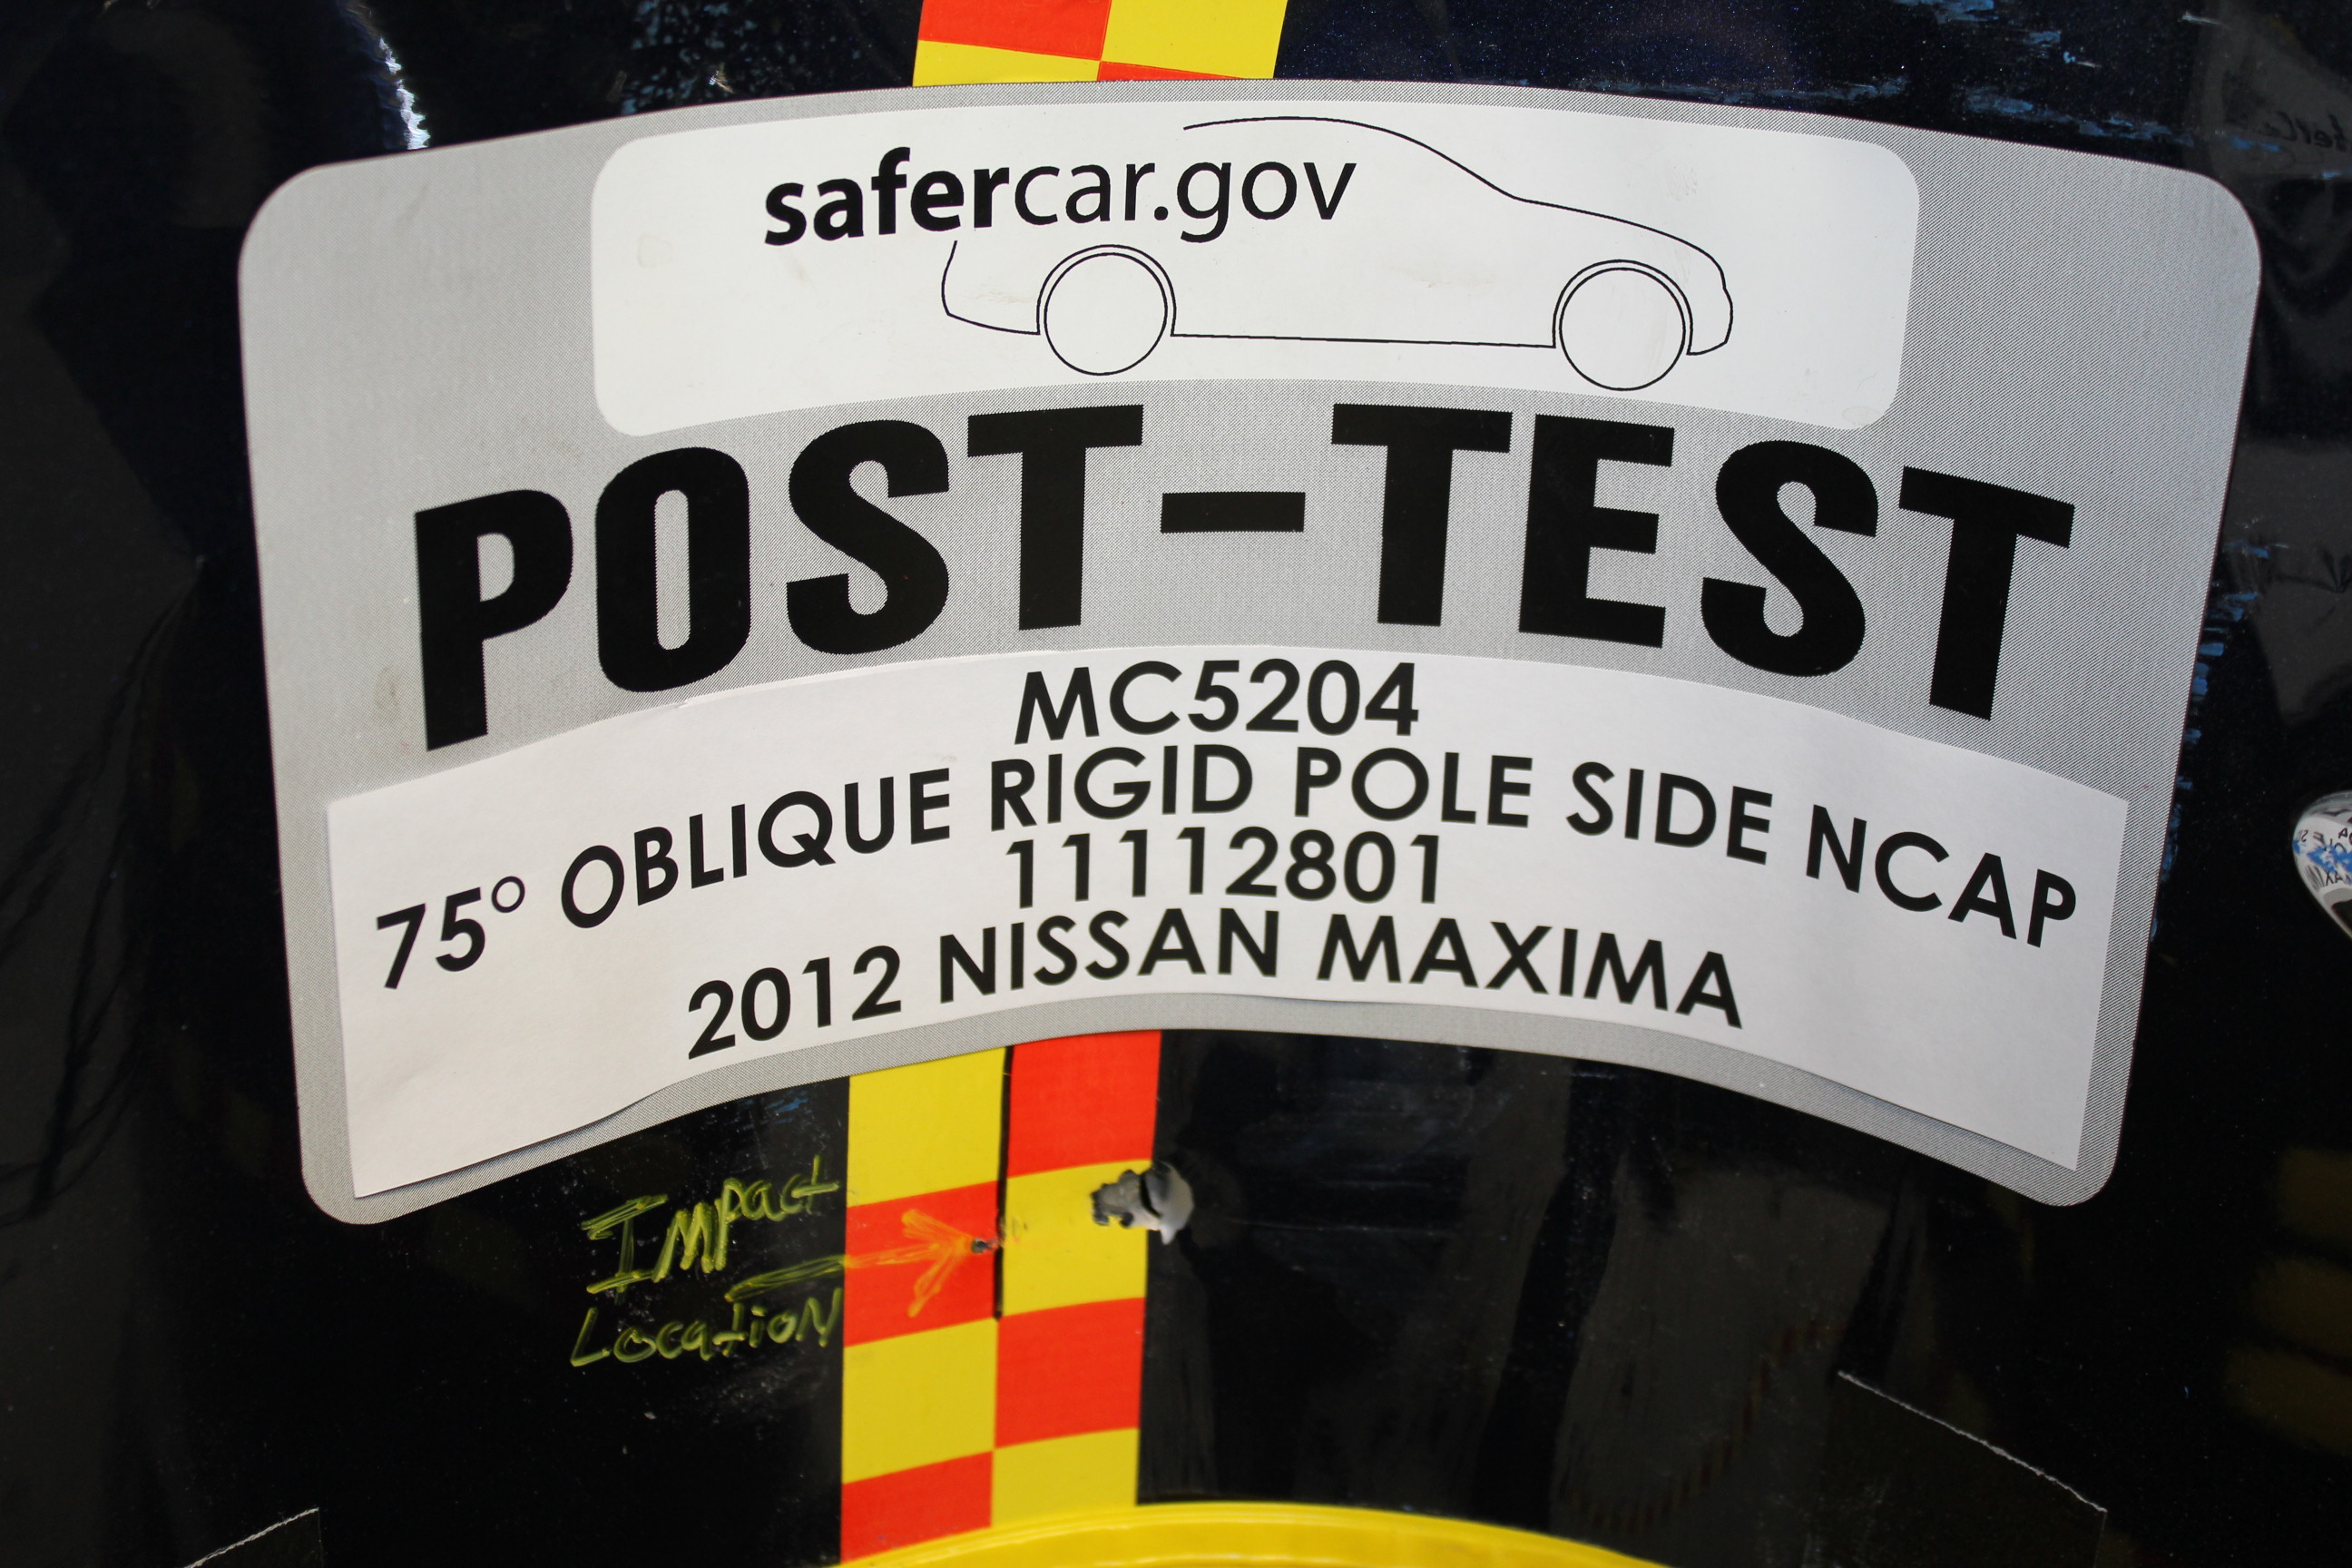 safercar.gov
POST-TEST
MC5204
75° OBLIQUE RIGID POLE SIDE NCAP
11112801
2012 NISSAN MAXIMA
Impact
Location